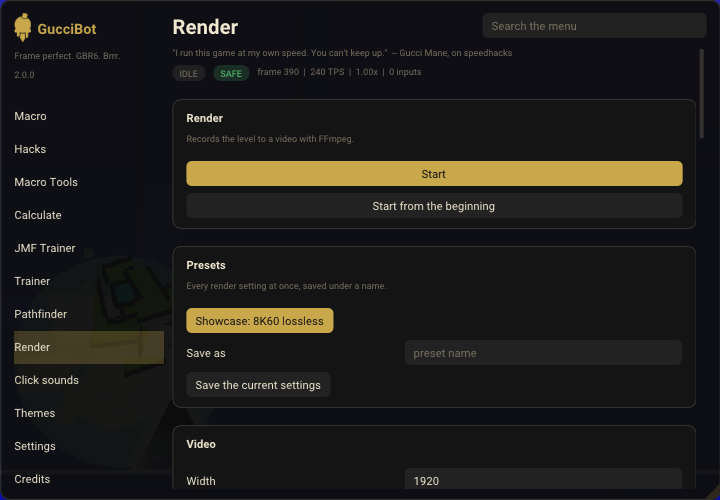 GucciBot
Frame perfect. GBR6. Brrr.
2.0.0
Macro
Hacks
Macro Tools
Calculate
JMF Trainer
Trainer
Pathfinder
Render
Click sounds
Themes
Settings
Credits
Render
Search the menu
"I run this game at my own speed. You can't keep up." -- Gucci Mane, on speedhacks
IDLE SAFE frame 390 | 240 TPS | 1.00x | 0 inputs
Render
Records the level to a video with FFmpeg.
Start
Start from the beginning
Presets
Every render setting at once, saved under a name.
Showcase: 8K60 lossless
Save as preset name
Save the current settings
Video
Width 1920